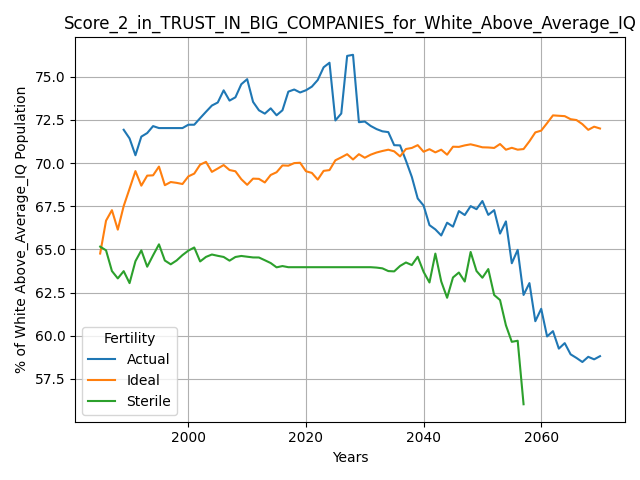 Score_2_in_TRUST_IN_BIG_COMPANIES_for_White_Above_Average_IQ
% of White Above_Average_IQ Population
75.0
72.5
70.0
67.5
65.0
62.5
60.0
57.5
Fertility
Actual
Ideal
Sterile
2000 2020 2040 2060
Years